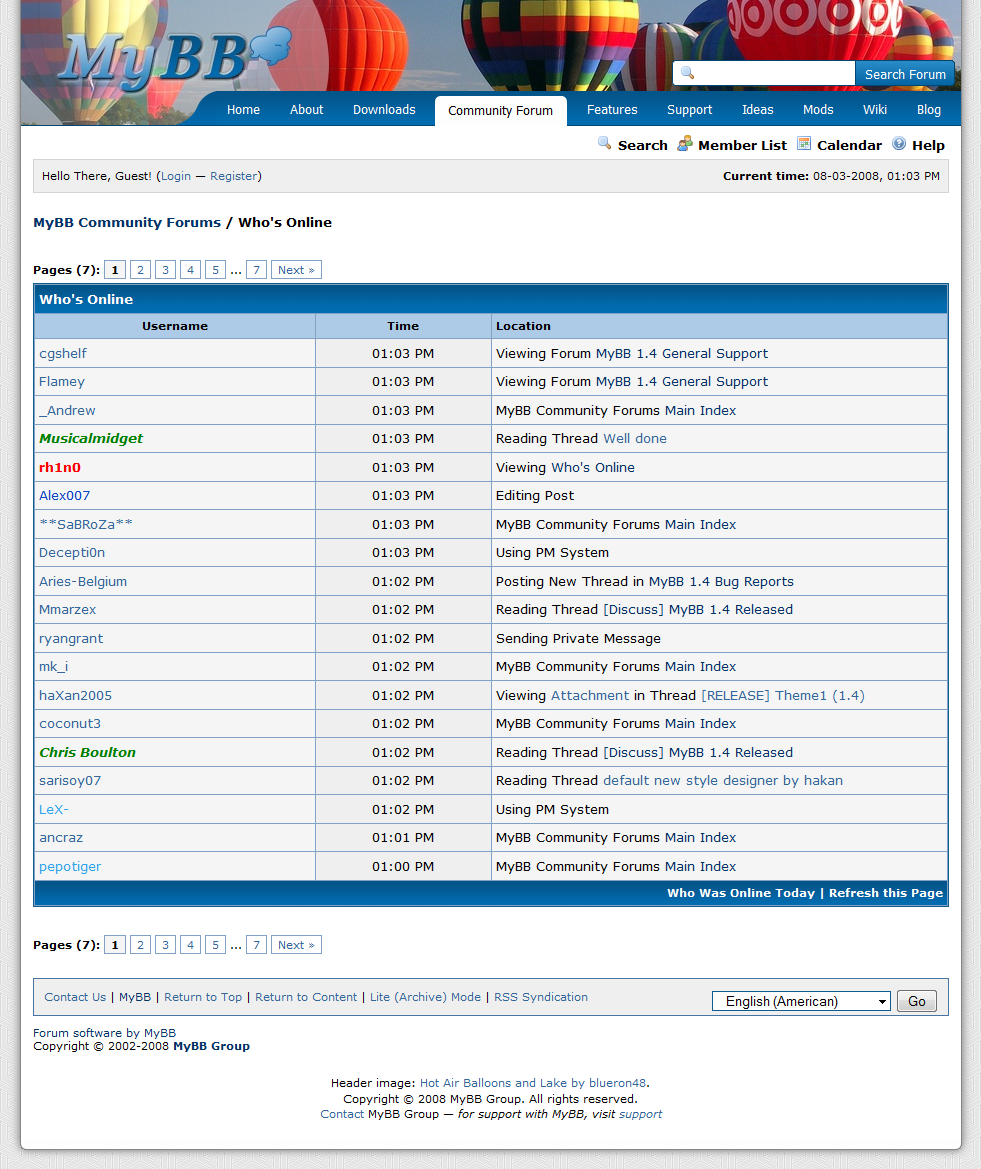 MyBB
Search Forum
Home About Downloads Community Forum Features Support Ideas Mods Wiki Blog
Search Member List Calendar Help
Hello There, Guest! (Login — Register) Current time: 08-03-2008, 01:03 PM
MyBB Community Forums / Who's Online
Pages (7): 1 2 3 4 5 ... 7 Next »
Who's Online
Username Time Location
cgshelf 01:03 PM Viewing Forum MyBB 1.4 General Support
Flamey 01:03 PM Viewing Forum MyBB 1.4 General Support
_Andrew 01:03 PM MyBB Community Forums Main Index
Musicalmidget 01:03 PM Reading Thread Well done
rh1n0 01:03 PM Viewing Who's Online
Alex007 01:03 PM Editing Post
**SaBRoZa** 01:03 PM MyBB Community Forums Main Index
Decepti0n 01:03 PM Using PM System
Aries-Belgium 01:02 PM Posting New Thread in MyBB 1.4 Bug Reports
Mmarzex 01:02 PM Reading Thread [Discuss] MyBB 1.4 Released
ryangrant 01:02 PM Sending Private Message
mk_i 01:02 PM MyBB Community Forums Main Index
haXan2005 01:02 PM Viewing Attachment in Thread [RELEASE] Theme1 (1.4)
coconut3 01:02 PM MyBB Community Forums Main Index
Chris Boulton 01:02 PM Reading Thread [Discuss] MyBB 1.4 Released
sarisoy07 01:02 PM Reading Thread default new style designer by hakan
LeX- 01:02 PM Using PM System
ancraz 01:01 PM MyBB Community Forums Main Index
pepotiger 01:00 PM MyBB Community Forums Main Index
Who Was Online Today | Refresh this Page
Pages (7): 1 2 3 4 5 ... 7 Next »
Contact Us | MyBB | Return to Top | Return to Content | Lite (Archive) Mode | RSS Syndication English (American) Go
Forum software by MyBB
Copyright © 2002-2008 MyBB Group
Header image: Hot Air Balloons and Lake by blueron48.
Copyright © 2008 MyBB Group. All rights reserved.
Contact MyBB Group — for support with MyBB, visit support